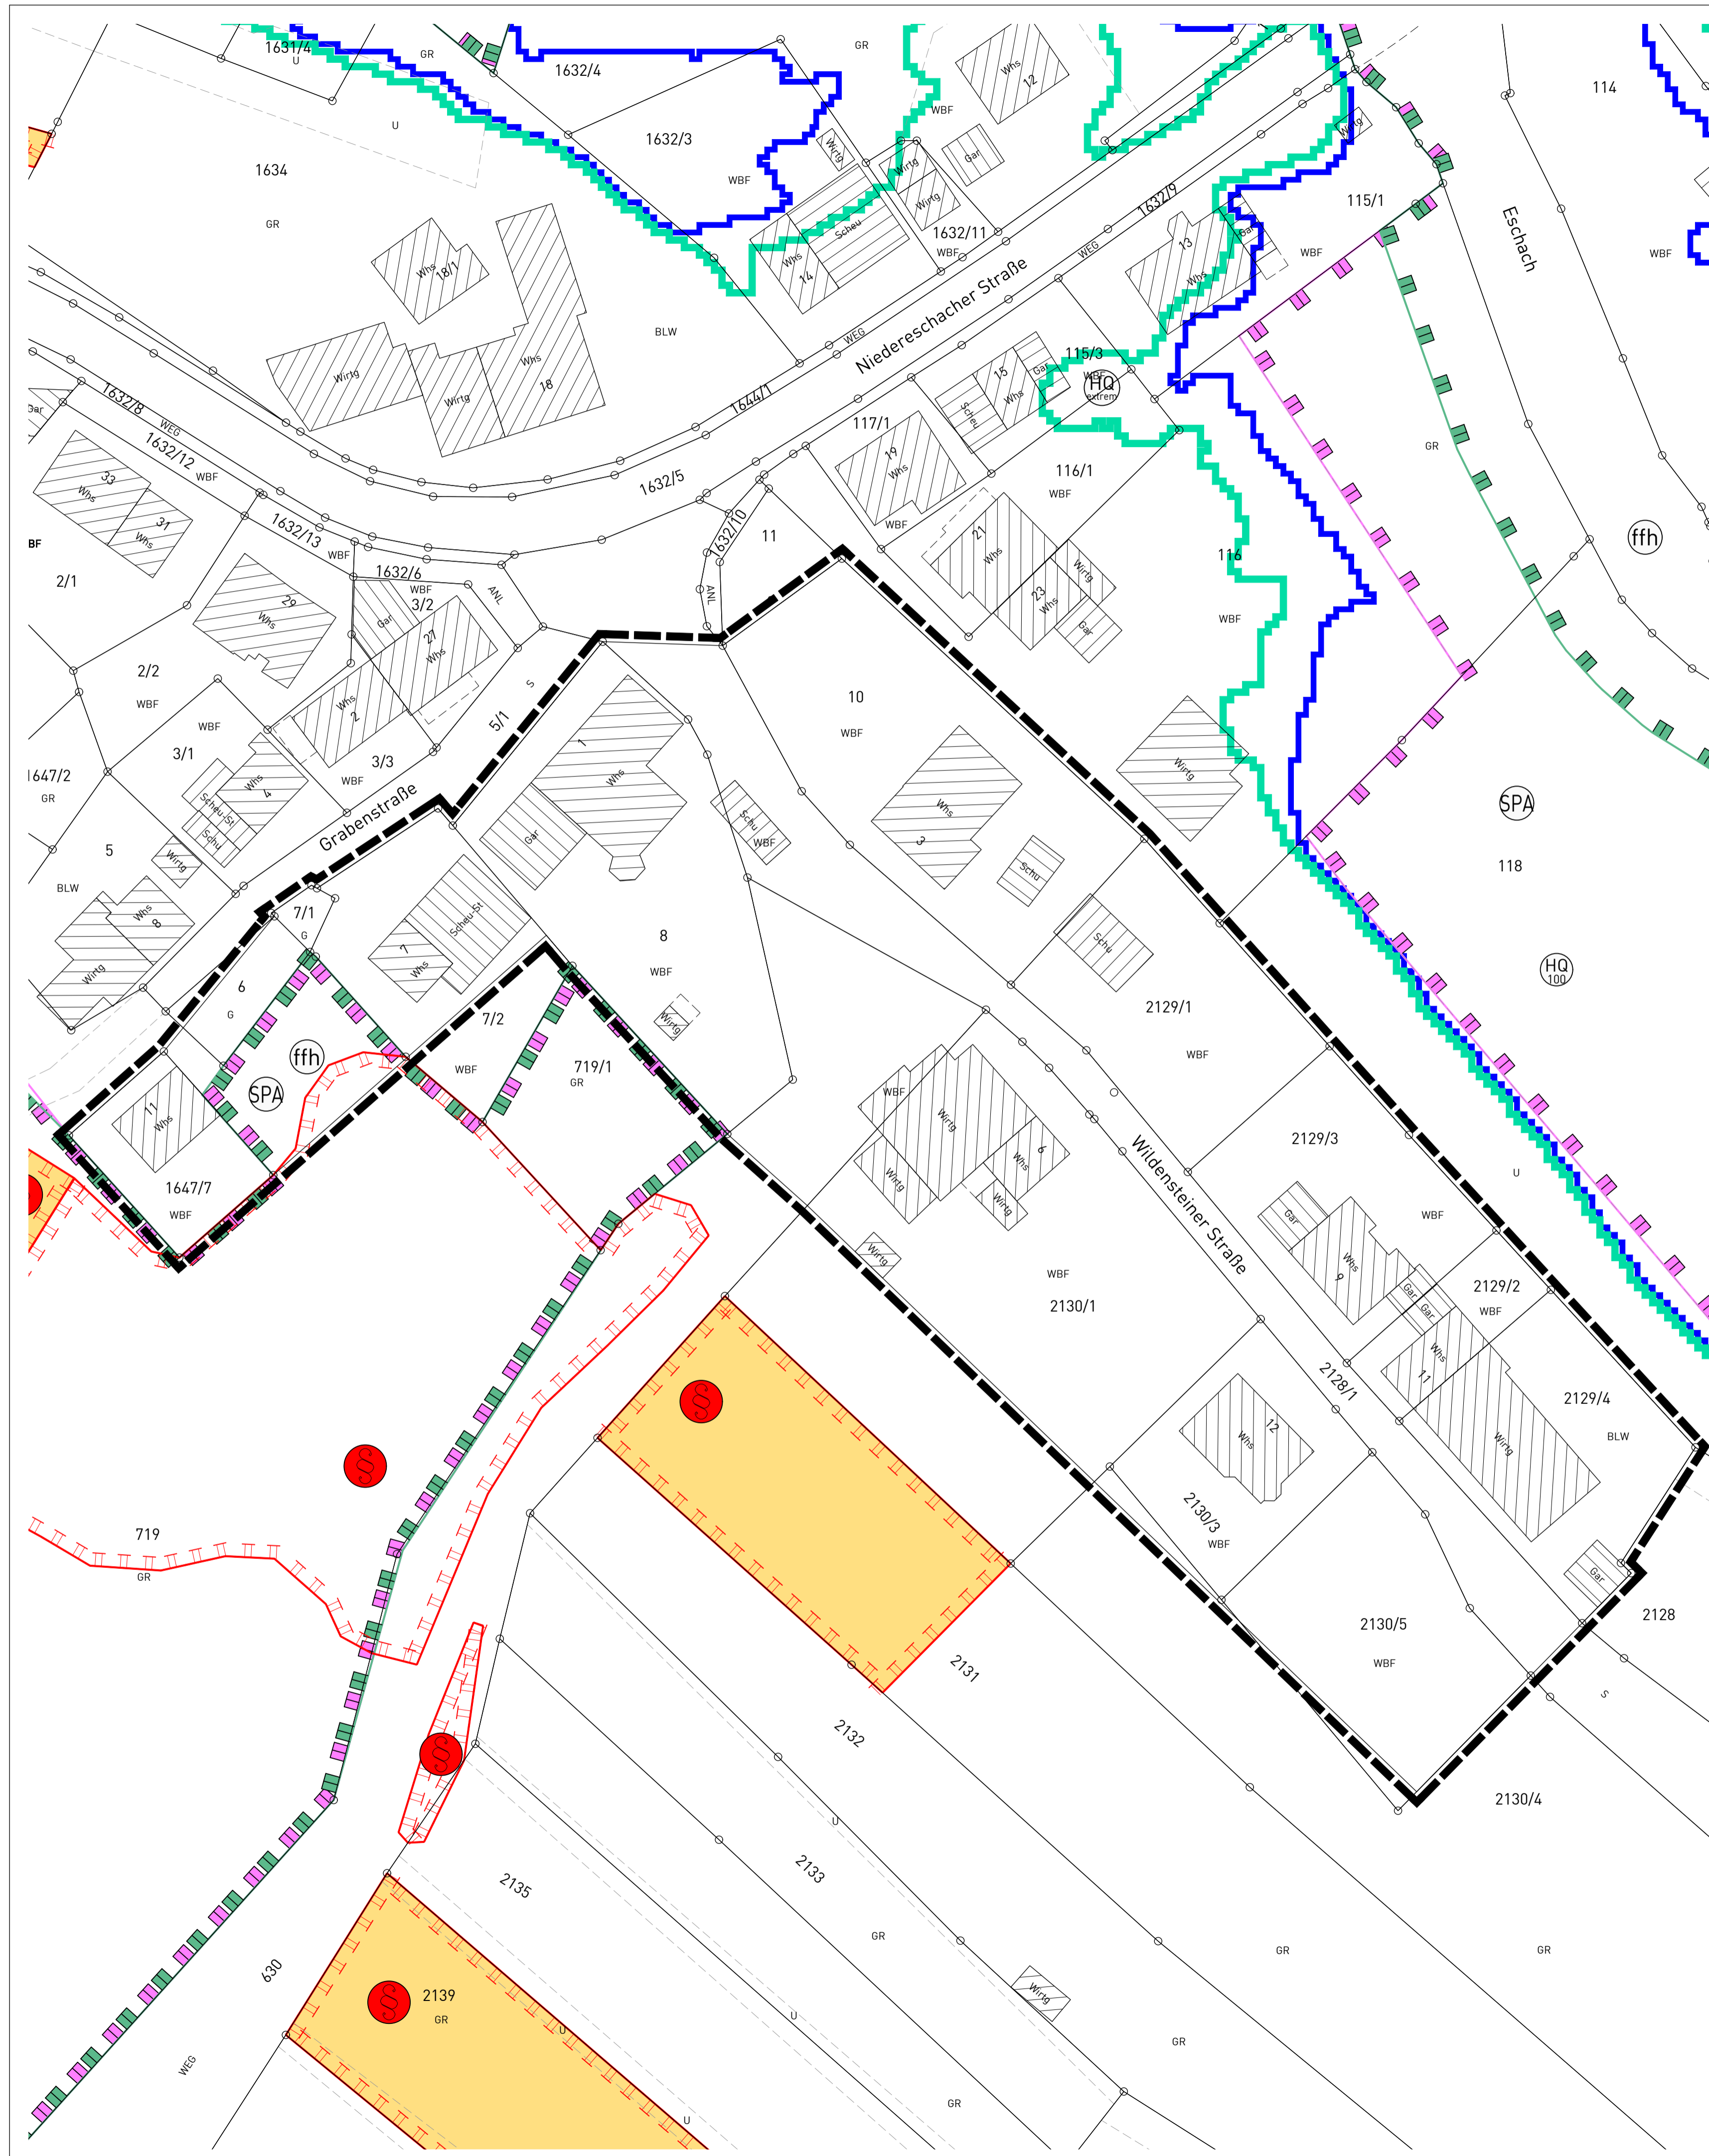 1631/4
U
GR
1632/4
GR
Whs
12
114
U
WBF
1632/3
Wirtg
Wirtg
Gar
Wirtg
1634
WBF
Wirtg
1632/9
115/1
GR
Scheu
1632/11
WBF
WEG
13
Gar
WBF
Eschach
WBF
Whs
18/1
Whs
14
Niedereschacher Straße
Whs
BLW
WEG
115/3
WBF
Whs
18
Wirtg
Wirtg
15
Whs
Gar
HQ
extrem
1644/1
Scheu
Gar
1632/8
WEG
1632/12
117/1
19
Whs
GR
116/1
WBF
WBF
33
Whs
1632/5
WBF
31
Whs
1632/13
WBF
1632/10
11
21
Whs
116
ffh
BF
2/1
1632/6
WBF
3/2
ANL
ANL
Wirtg
29
Whs
Gar
27
Whs
23
Whs
Gar
WBF
2/2
WBF
S
5/1
10
WBF
Whs
2
WBF
3/1
3/3
WBF
1
Whs
1647/2
GR
Whs
4
Scheu-St
Schu
Wirtg
SPA
Grabenstraße
Whs
3
Schu
WBF
Gar
5
BLW
Wirtg
Schu
118
Whs
8
7/1
G
Scheu-St
7
Whs
8
WBF
Schu
HQ
100
Wirtg
6
G
7/2
WBF
Wirtg
2129/1
WBF
ffh
SPA
719/1
GR
WBF
Wirtg
11
Whs
6
Whs
2129/3
Wildensteiner Straße
U
1647/7
WBF
Wirtg
Wirtg
Gar
WBF
Wirtg
Whs
9
WBF
2130/1
2129/2
WBF
Gar
Gar
Whs
11
2128/1
§
2129/4
BLW
12
Whs
Wirtg
§
2130/3
WBF
719
GR
Gar
2130/5
WBF
2128
2131
S
2132
§
2130/4
U
2133
2135
GR
GR
GR
630
§
2139
GR
Wirtg
U
U
GR
WEG
GR
U